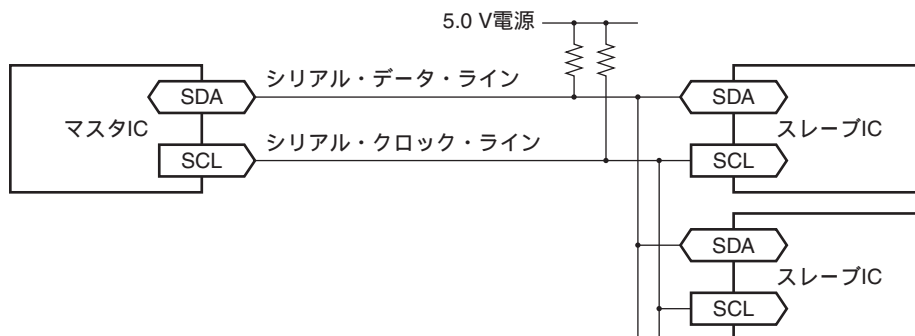 5.0 V電源
シリアル・データ・ライン
SDA
SDA
マスタIC
スレーブIC
シリアル・クロック・ライン
SCL
SCL
SDA
スレーブIC
SCL